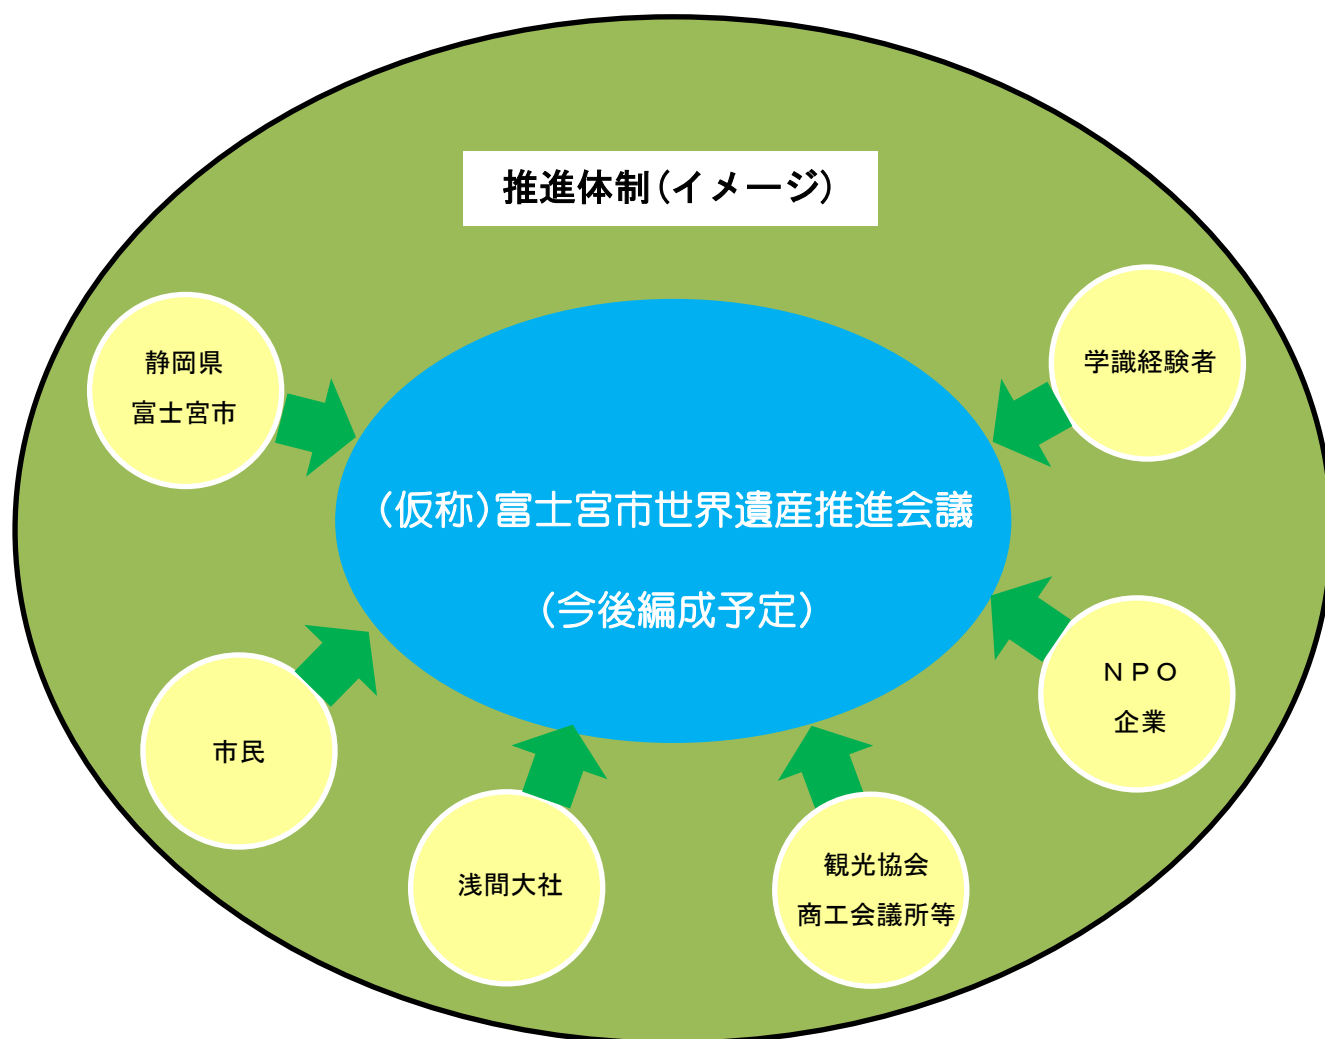 推進体制(イメージ)
静岡県
富士宮市
学識経験者
(仮称)富士宮市世界遺産推進会議
(今後編成予定)
NPO
企業
市民
浅間大社
観光協会
商工会議所等